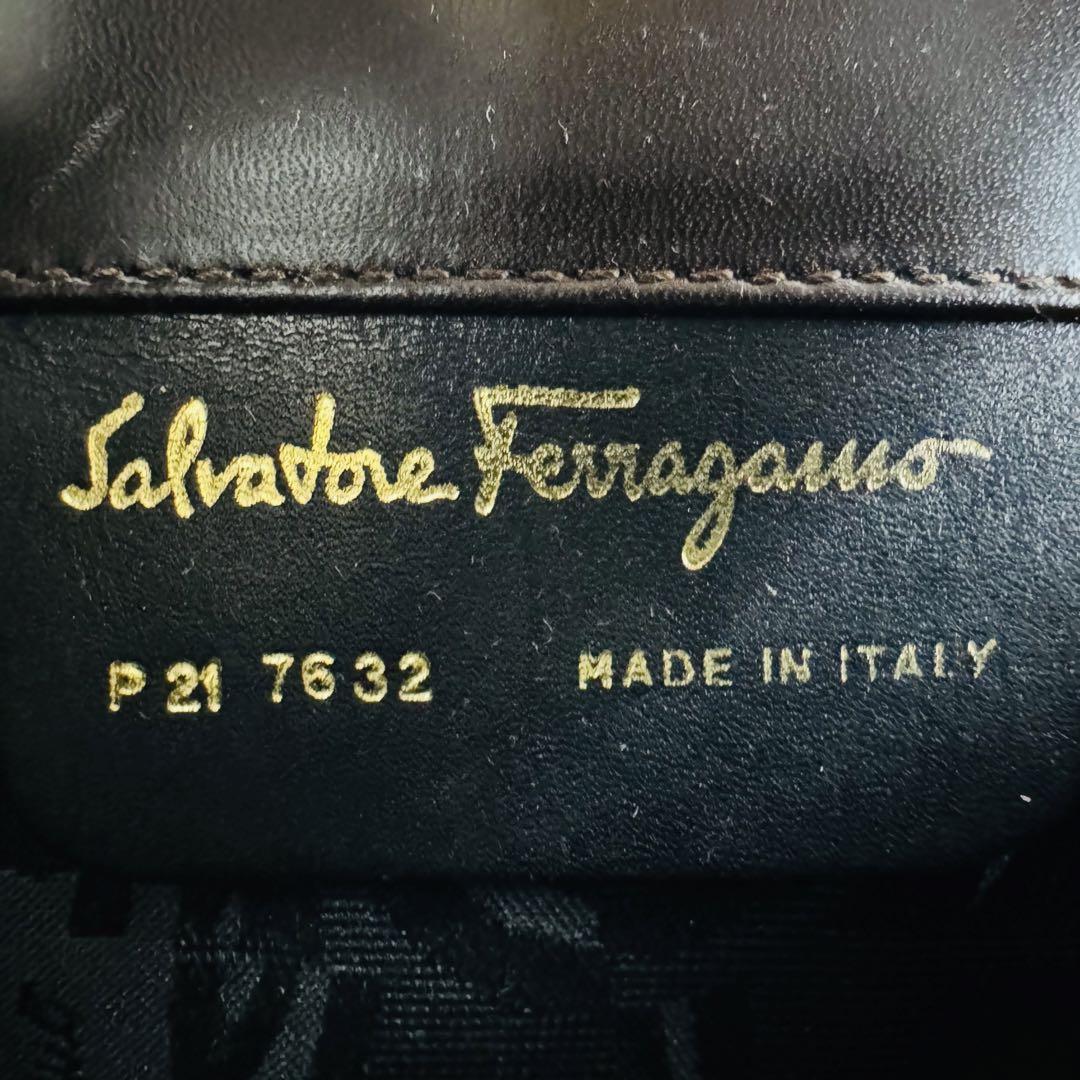 Salvatore Ferragamo
P21 7632 MADE IN ITALY